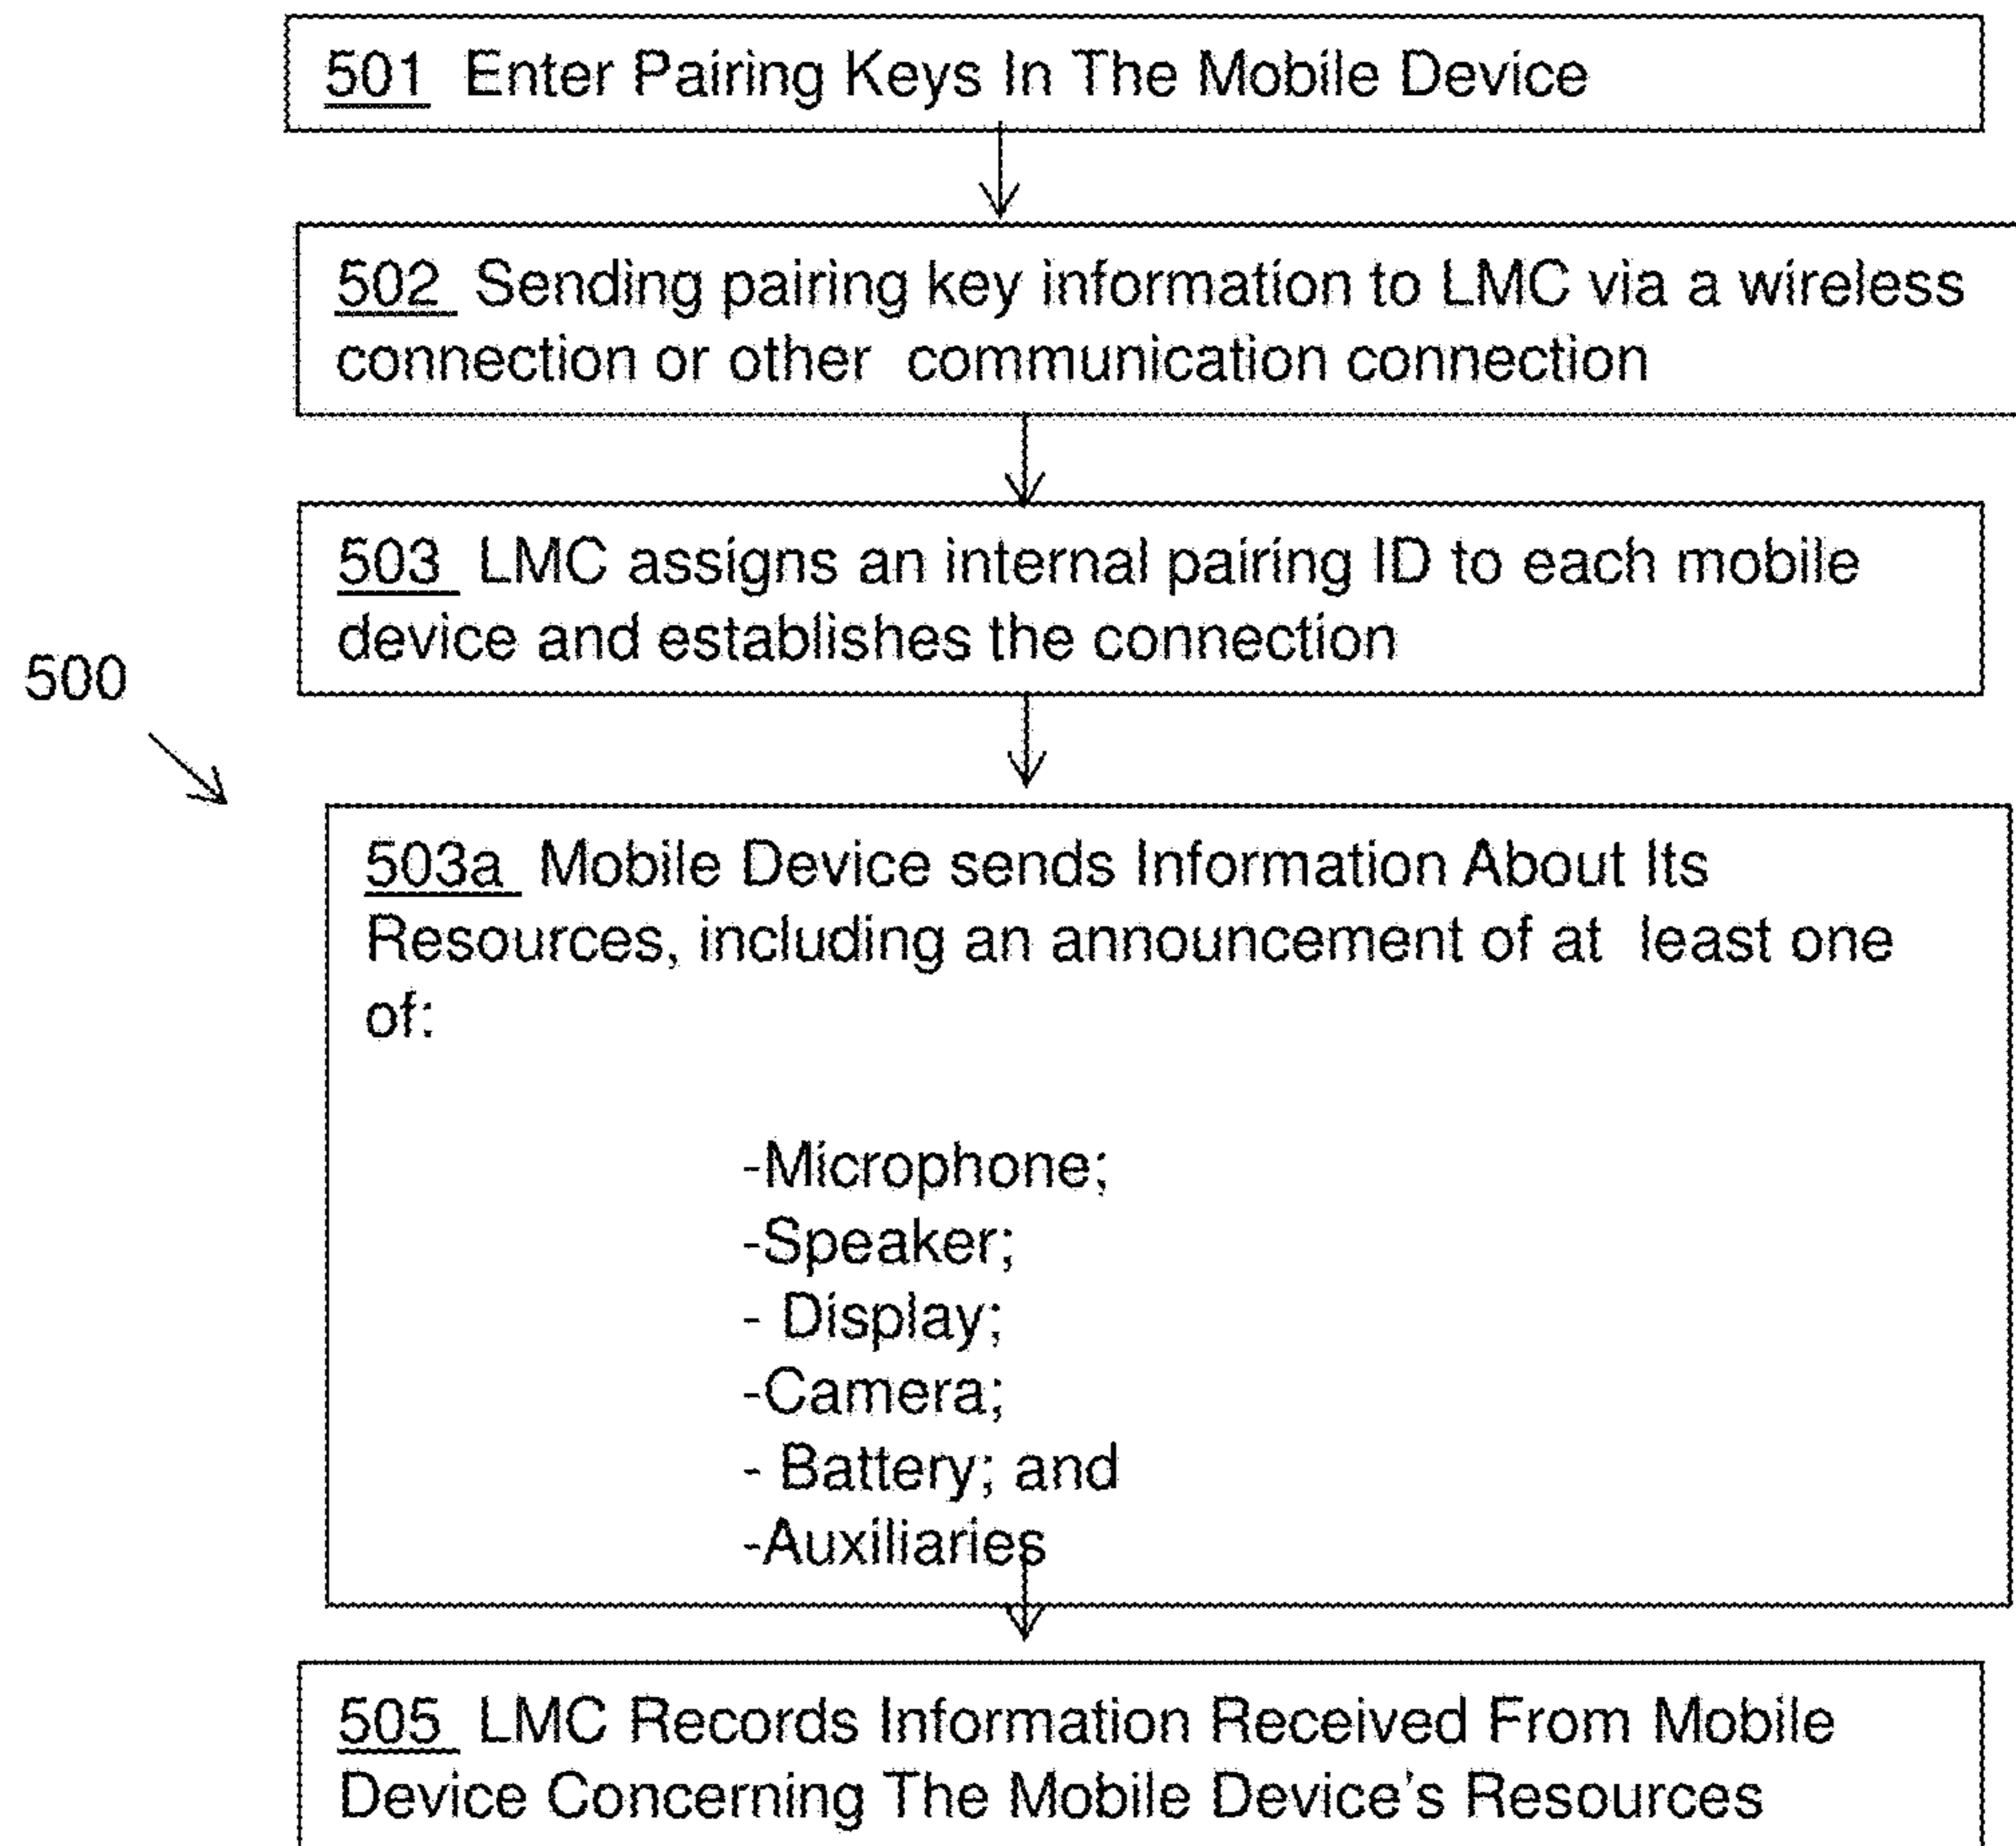 501 Enter Pairing Keys In The Mobile Device
502 Sending pairing key information to LMC via a wireless
connection or other communication connection
503 LMC assigns an internal pairing ID to each mobile
device and establishes the connection
500
503a Mobile Device sends Information About Its
Resources, including an announcement of at least one
of:
-Microphone;
-Speaker;
- Display;
-Camera;
- Battery; and
-Auxiliaries
505 LMC Records Information Received From Mobile
Device Concerning The Mobile Device's Resources